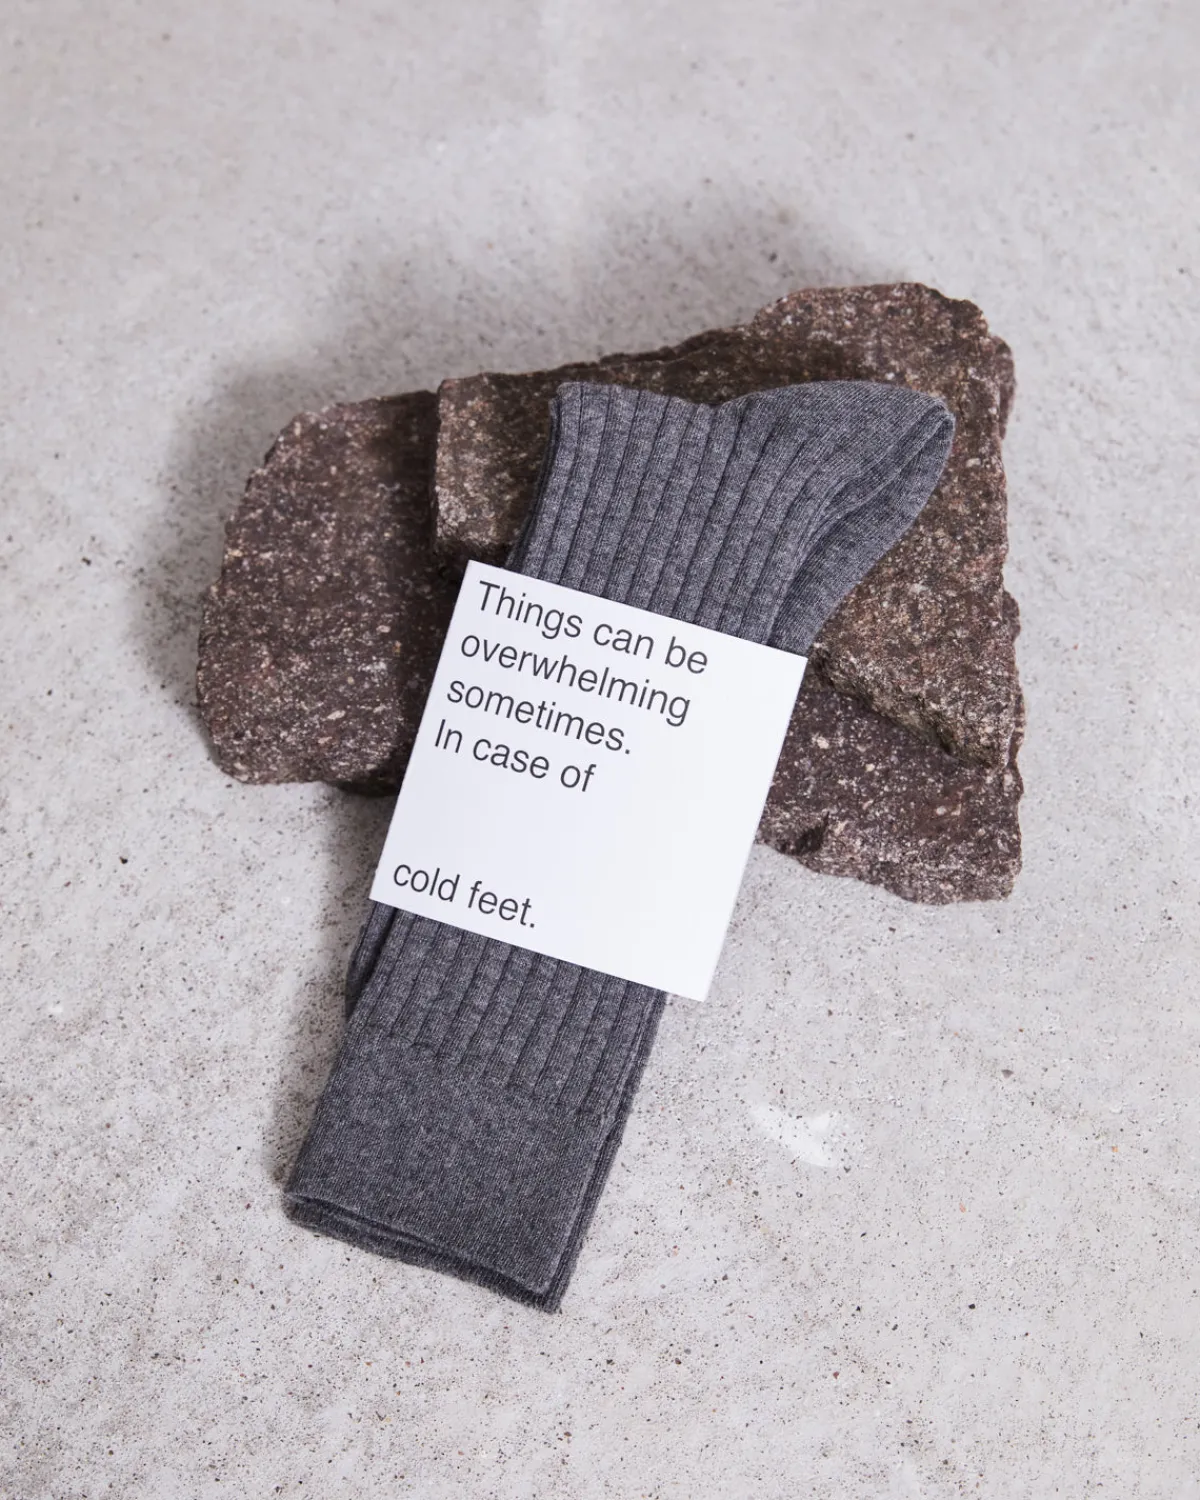 Things can be
overwhelming
sometimes.
In case of
cold feet.